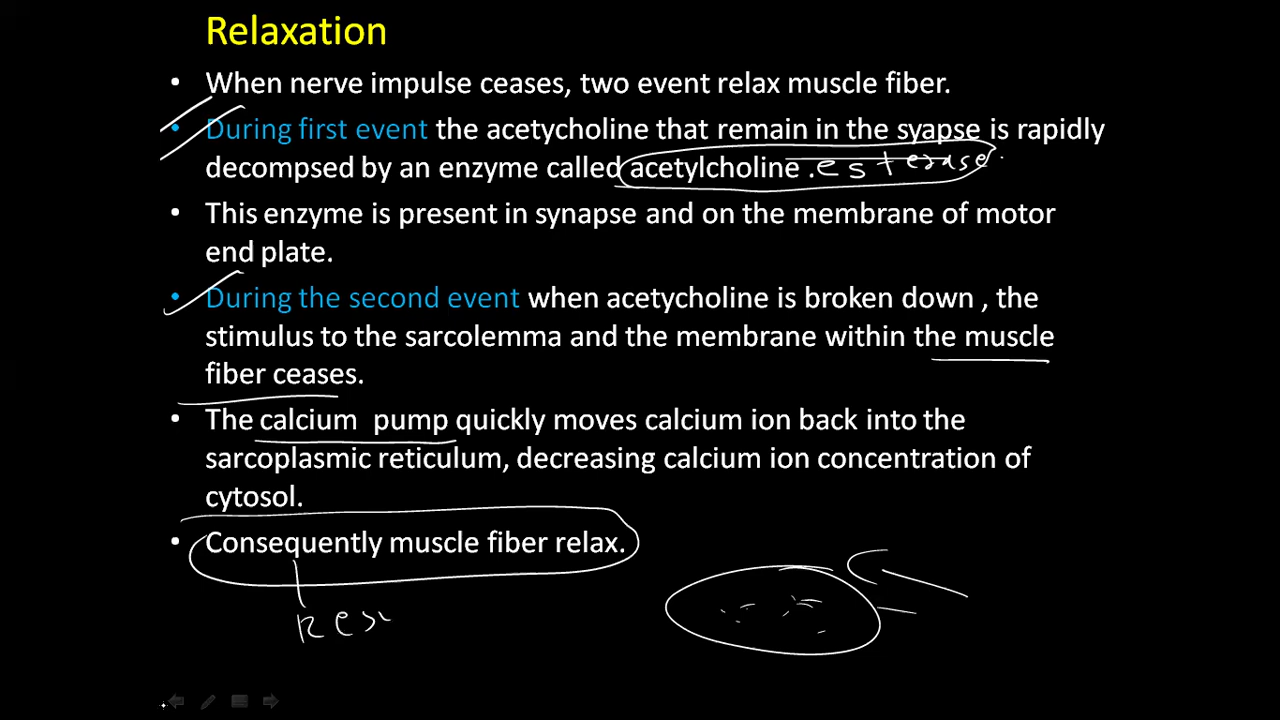 Relaxation
• When nerve impulse ceases, two event relax muscle fiber.
• During first event the acetycholine that remain in the syapse is rapidly
decompsed by an enzyme called acetylcholine .esterase
• This enzyme is present in synapse and on the membrane of motor
end plate.
• During the second event when acetycholine is broken down , the
stimulus to the sarcolemma and the membrane within the muscle
fiber ceases.
• The calcium pump quickly moves calcium ion back into the
sarcoplasmic reticulum, decreasing calcium ion concentration of
cytosol.
• Consequently muscle fiber relax.